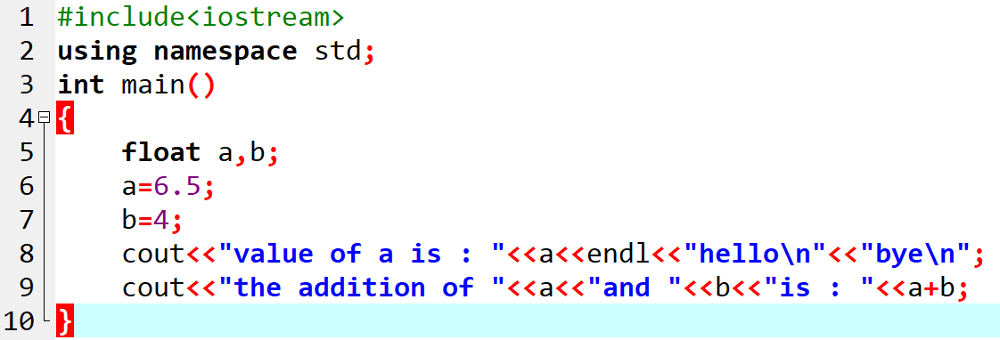 1 #include<iostream>
2 using namespace std;
3 int main()
4 {
5 float a,b;
6 a=6.5;
7 b=4;
8 cout<<"value of a is : "<<a<<endl<<"hello\n"<<"bye\n";
9 cout<<"the addition of "<<a<<"and "<<b<<"is : "<<a+b;
10 }